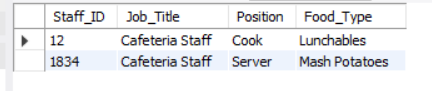 Staff_ID Job_Title Position Food_Type
12 Cafeteria Staff Cook Lunchables
1834 Cafeteria Staff Server Mash Potatoes